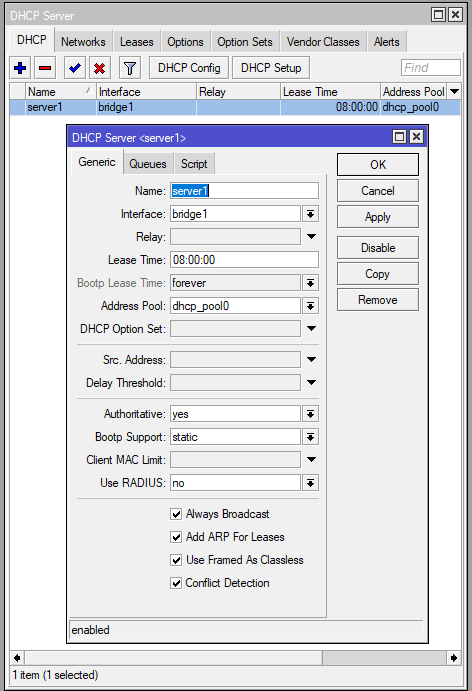 DHCP Server
DHCP Networks Leases Options Option Sets Vendor Classes Alerts
DHCP Config DHCP Setup Find
Name Interface Relay Lease Time Address Pool
server1 bridge1 08:00:00 dhcp_pool0
DHCP Server <server1>
Generic Queues Script
OK
Cancel
Apply
Disable
Copy
Remove
Name: server1
Interface: bridge1
Relay:
Lease Time: 08:00:00
Bootp Lease Time: forever
Address Pool: dhcp_pool0
DHCP Option Set:
Src. Address:
Delay Threshold:
Authoritative: yes
Bootp Support: static
Client MAC Limit:
Use RADIUS: no
Always Broadcast
Add ARP For Leases
Use Framed As Classless
Conflict Detection
enabled
1 item (1 selected)